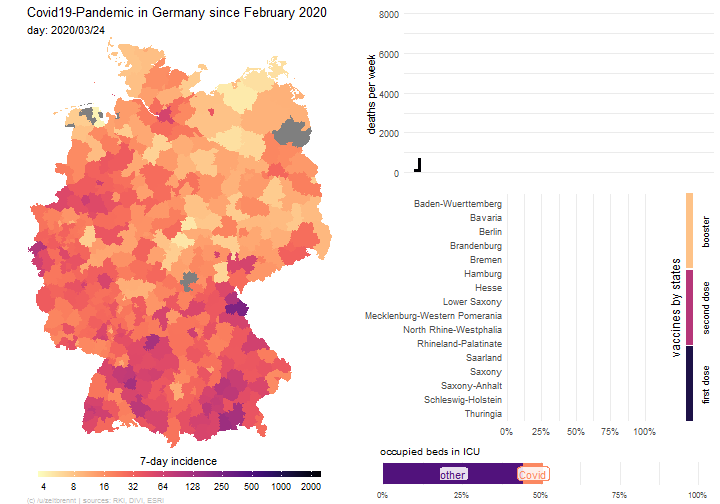 Covid19-Pandemic in Germany since February 2020
day: 2020/03/24
7-day incidence
4 8 16 32 64 128 250 500 1000 2000
(c) /u/zeitbrennt | sources: RKI, DIVI, ESRI
deaths per week
8000
6000
4000
2000
0
Baden-Wuerttemberg
Bavaria
Berlin
Brandenburg
Bremen
Hamburg
Hesse
Lower Saxony
Mecklenburg-Western Pomerania
North Rhine-Westphalia
Rhineland-Palatinate
Saarland
Saxony
Saxony-Anhalt
Schleswig-Holstein
Thuringia
0% 25% 50% 75% 100%
vaccines by states
booster
second dose
first dose
occupied beds in ICU
other Covid
0% 25% 50% 75% 100%